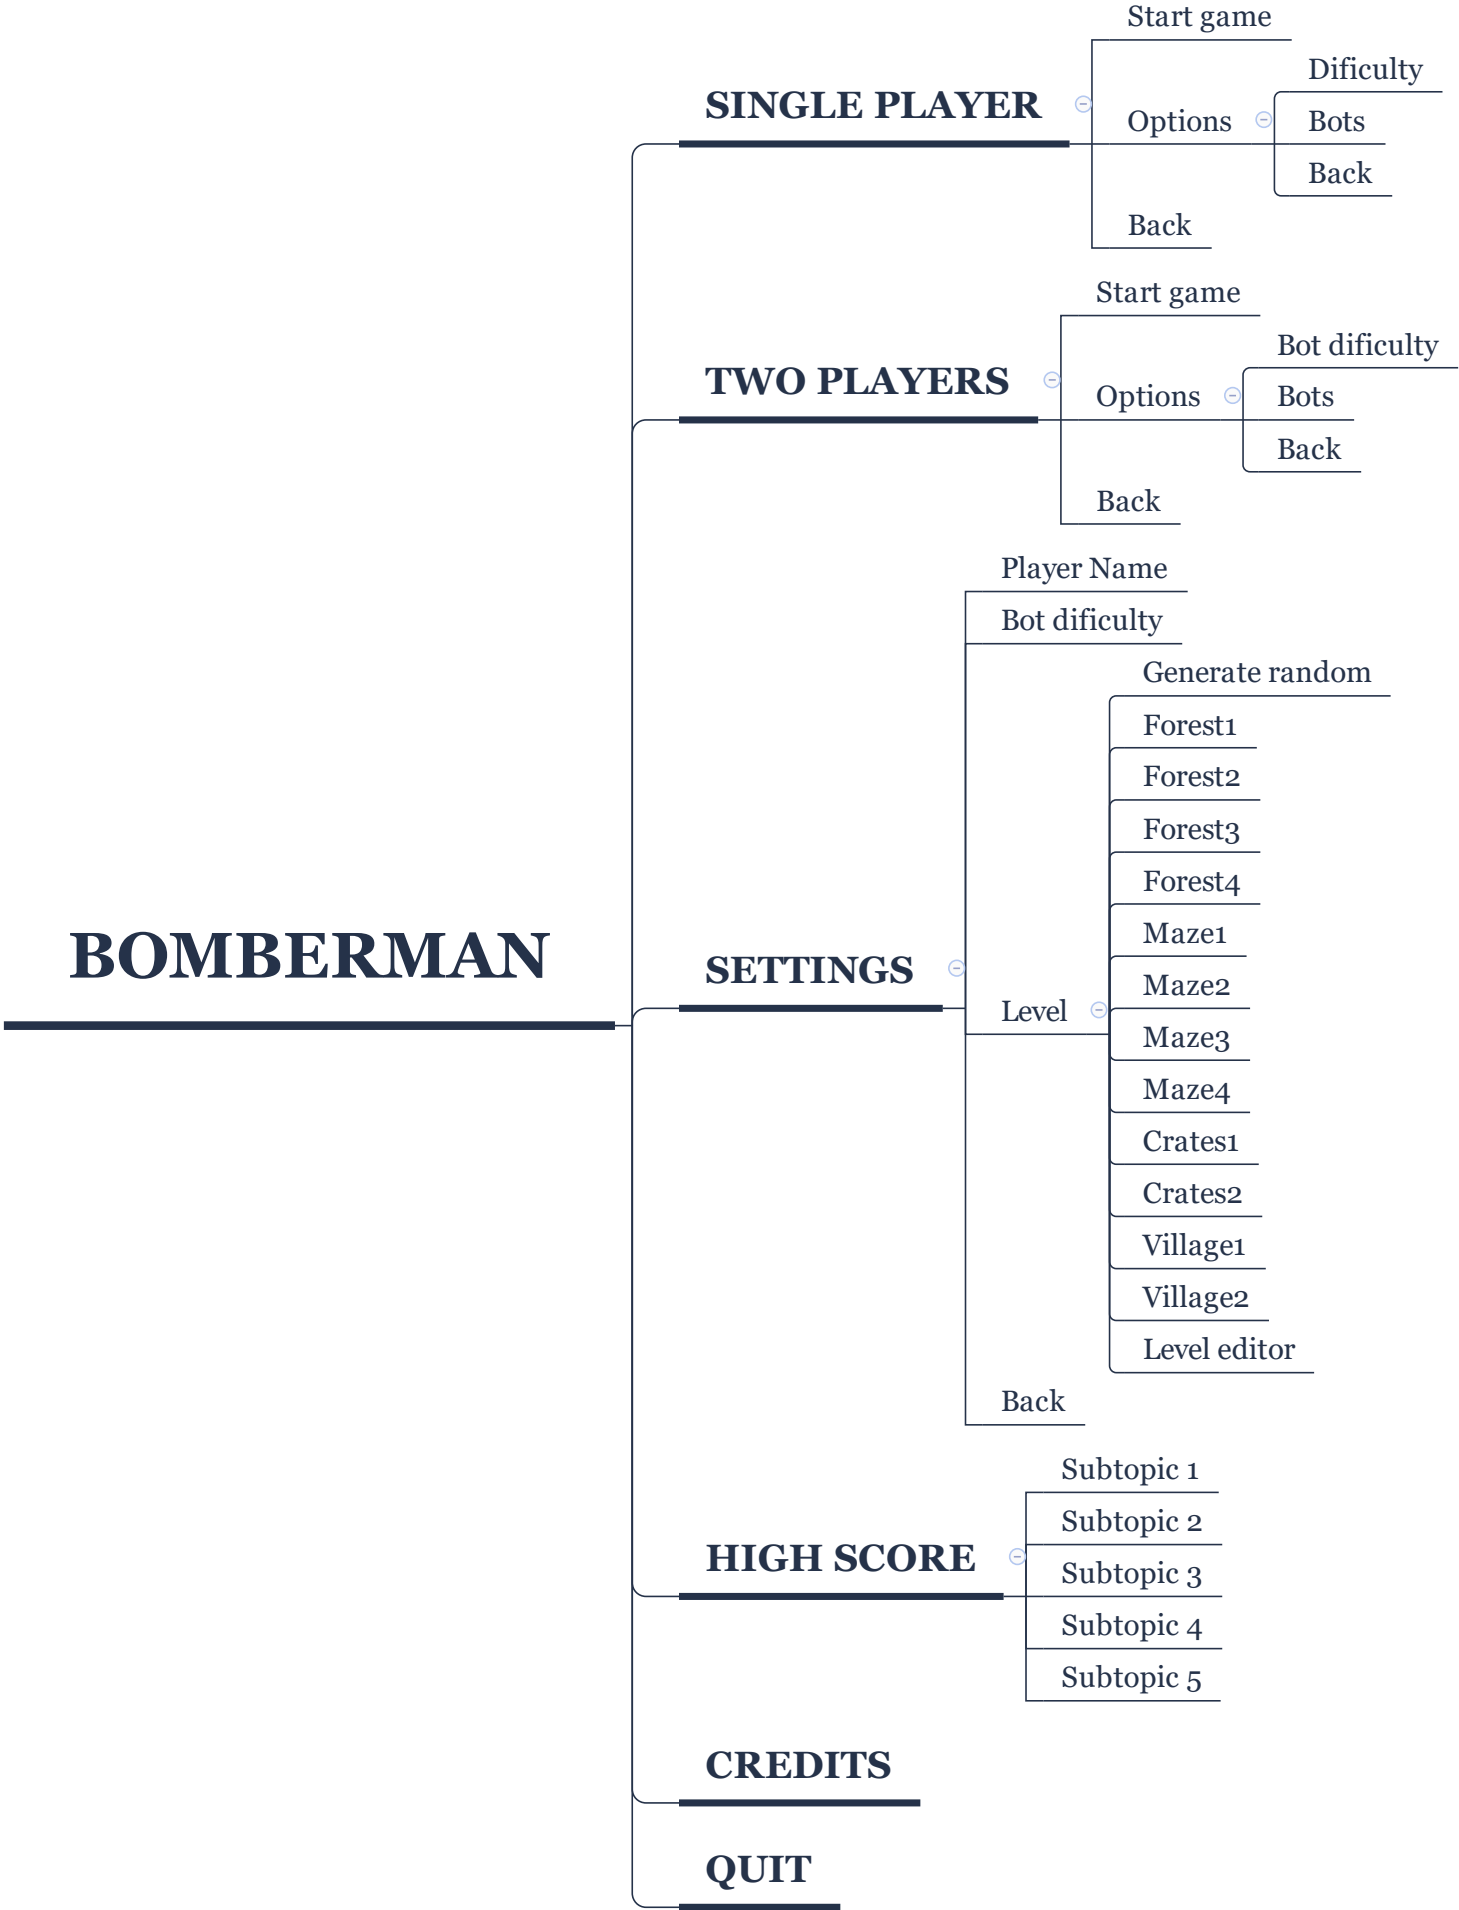 BOMBERMAN
SINGLE PLAYER
Start game
Options
Dificulty
Bots
Back
Back
TWO PLAYERS
Start game
Options
Bot dificulty
Bots
Back
Back
SETTINGS
Player Name
Bot dificulty
Level
Generate random
Forest1
Forest2
Forest3
Forest4
Maze1
Maze2
Maze3
Maze4
Crates1
Crates2
Village1
Village2
Level editor
Back
HIGH SCORE
Subtopic 1
Subtopic 2
Subtopic 3
Subtopic 4
Subtopic 5
CREDITS
QUIT